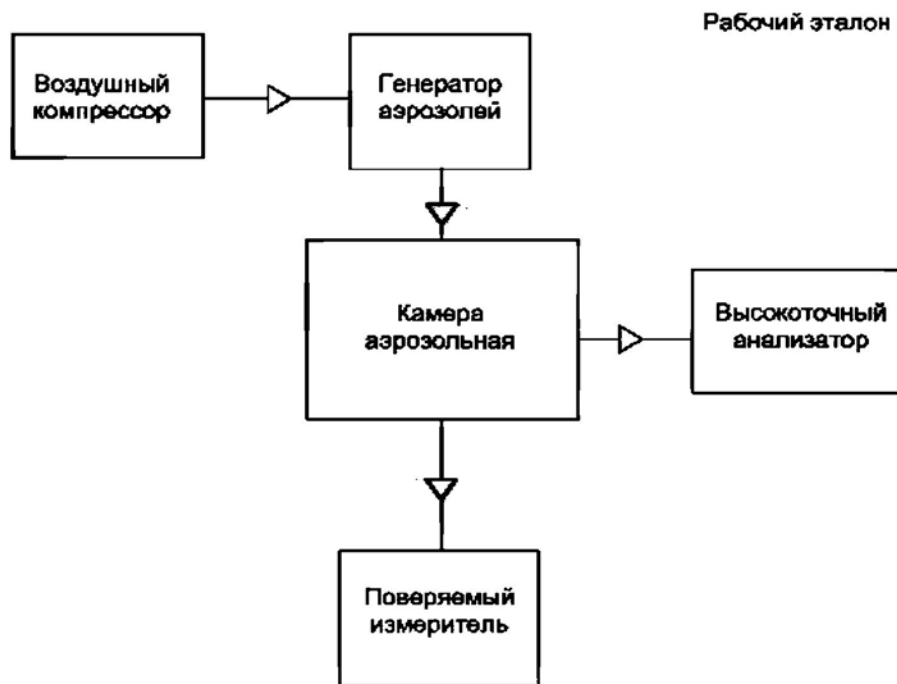 Рабочий эталон
Воздушный
компрессор
Генератор
аэрозолей
Камера
аэрозольная
Высокоточный
анализатор
Поверяемый
измеритель